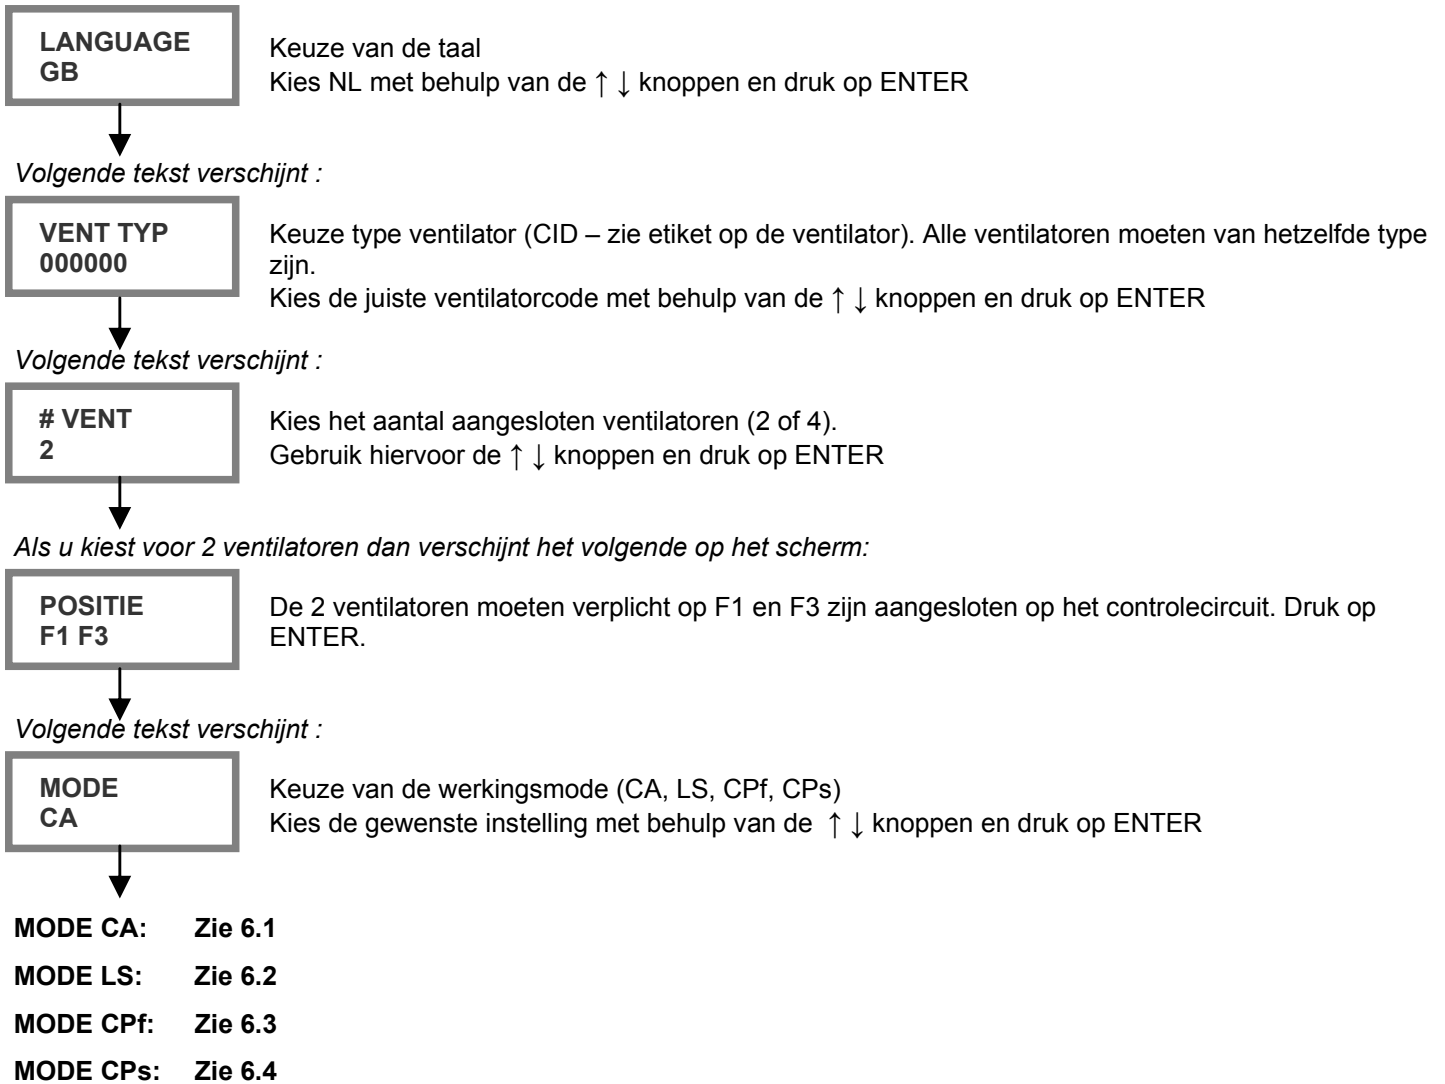 LANGUAGE
GB
Keuze van de taal
Kies NL met behulp van de ↑ ↓ knoppen en druk op ENTER
Volgende tekst verschijnt :
VENT TYP
000000
Keuze type ventilator (CID – zie etiket op de ventilator). Alle ventilatoren moeten van hetzelfde type
zijn.
Kies de juiste ventilatorcode met behulp van de ↑ ↓ knoppen en druk op ENTER
Volgende tekst verschijnt :
# VENT
2
Kies het aantal aangesloten ventilatoren (2 of 4).
Gebruik hiervoor de ↑ ↓ knoppen en druk op ENTER
Als u kiest voor 2 ventilatoren dan verschijnt het volgende op het scherm:
POSITIE
F1 F3
De 2 ventilatoren moeten verplicht op F1 en F3 zijn aangesloten op het controlecircuit. Druk op
ENTER.
Volgende tekst verschijnt :
MODE
CA
Keuze van de werkingsmode (CA, LS, CPf, CPs)
Kies de gewenste instelling met behulp van de ↑ ↓ knoppen en druk op ENTER
MODE CA: Zie 6.1
MODE LS: Zie 6.2
MODE CPf: Zie 6.3
MODE CPs: Zie 6.4